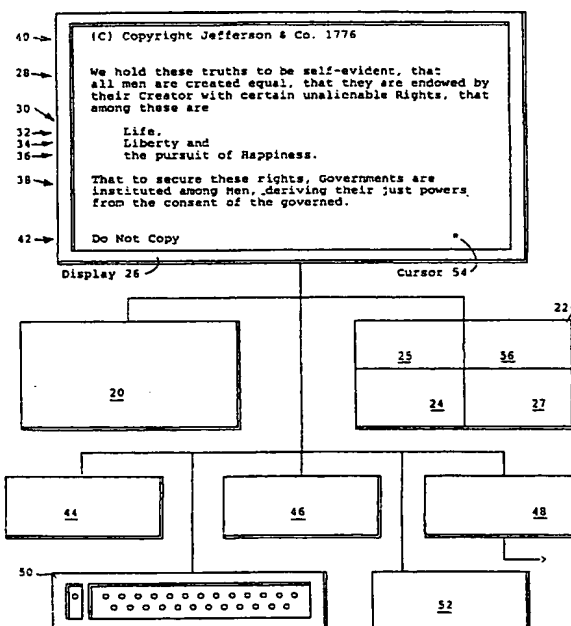 40
(C) Copyright Jefferson & Co. 1776
28
We hold these truths to be self-evident, that
all men are created equal, that they are endowed by
their Creator with certain unalienable Rights, that
among these are
30
32
Life,
34
Liberty and
36
the pursuit of Happiness.
38
That to secure these rights, Governments are
instituted among Men, deriving their just powers
from the consent of the governed.
42
Do Not Copy
Display 26
Cursor 54
22
20
25
56
24
27
44
46
48
50
52